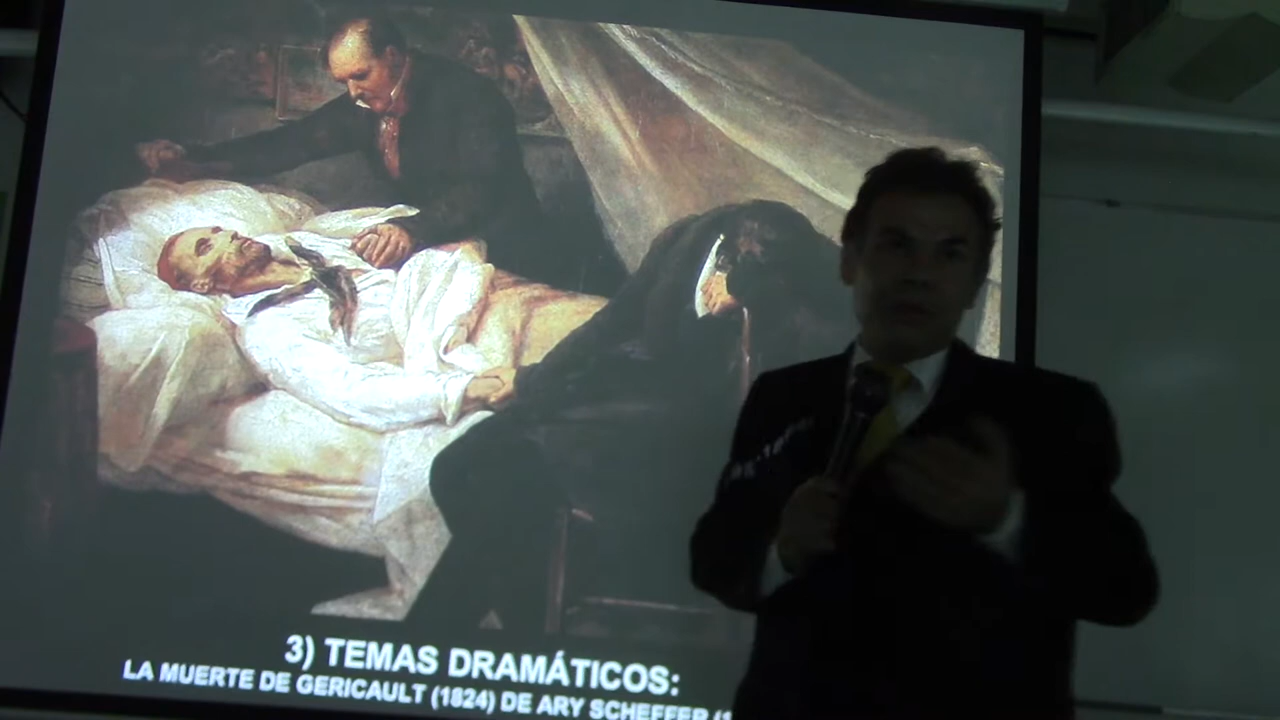 3) TEMAS DRAMÁTICOS:
LA MUERTE DE GERICAULT (1824) DE ARY SCHEFFER